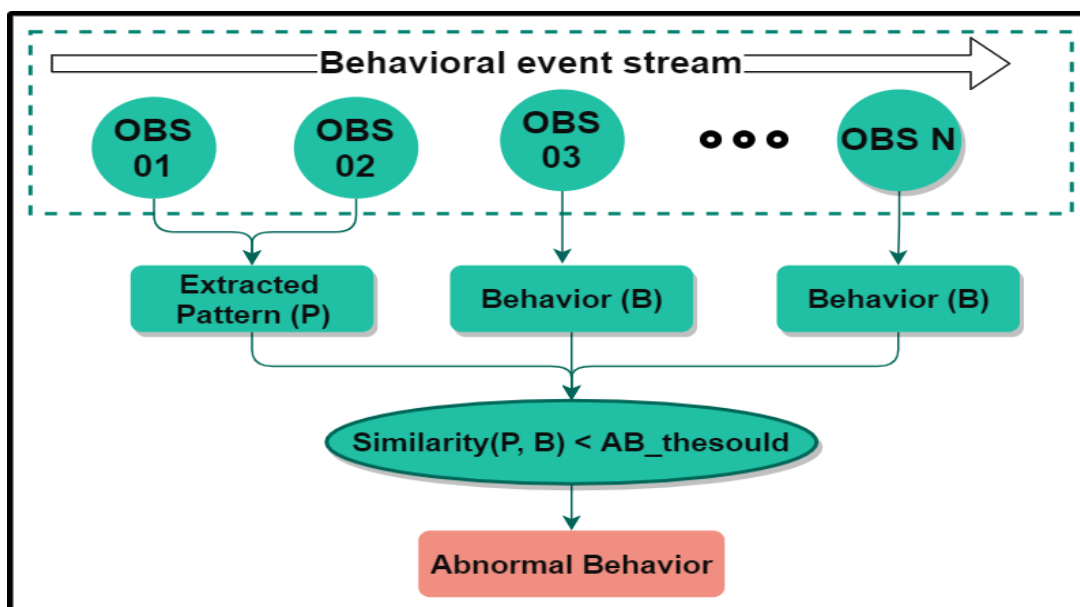 Behavioral event stream
OBS
01
OBS
02
OBS
03
OBS N
Extracted
Pattern (P)
Behavior (B)
Behavior (B)
Similarity(P, B) < AB_thesould
Abnormal Behavior